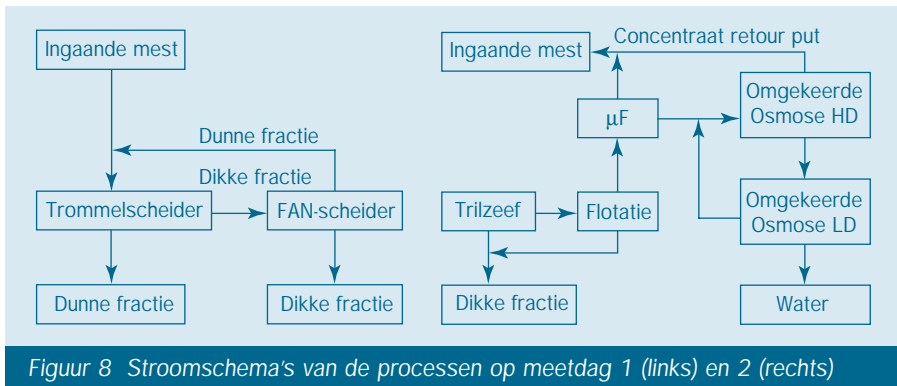 Ingaande mest
Dunne fractie
Dikke fractie
Trommelscheider
FAN-scheider
Dunne fractie
Dikke fractie
Concentraat retour put
Ingaande mest
µF
Omgekeerde
Osmose HD
Trilzeef
Flotatie
Omgekeerde
Osmose LD
Dikke fractie
Water
Figuur 8 Stroomschema's van de processen op meetdag 1 (links) en 2 (rechts)